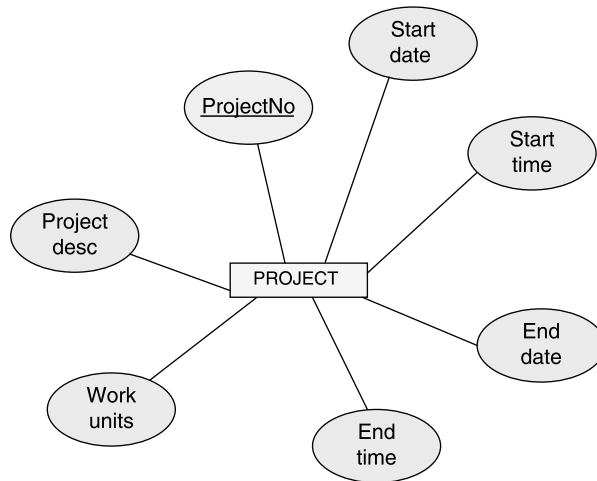 Start
date
ProjectNo
Start
time
Project
desc
PROJECT
End
date
Work
units
End
time